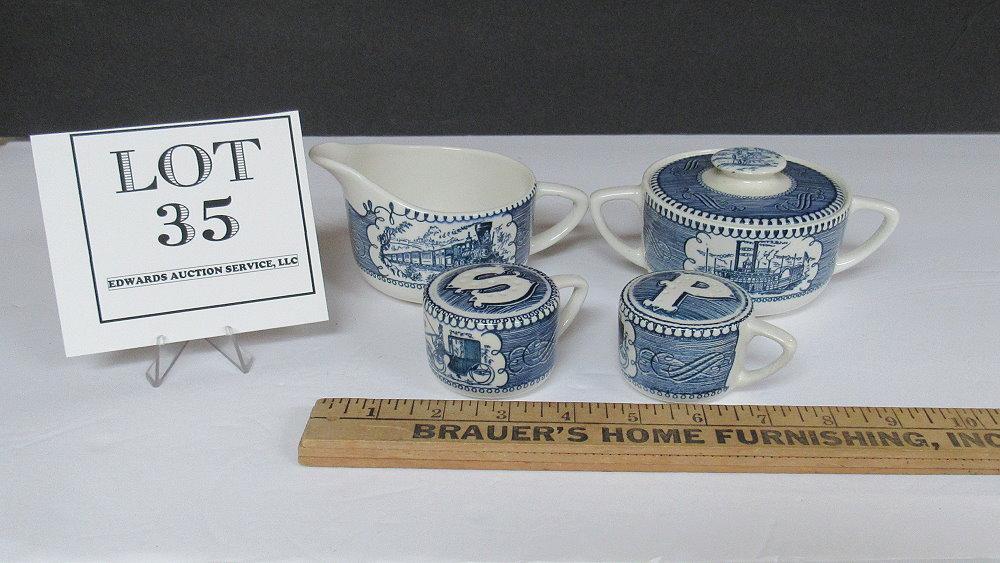 LOT
35
EDWARDS AUCTION SERVICE, LLC
S
P
1 2 3 4 5 6 7 8 9 10
BRAUER'S HOME FURNISHING, INC